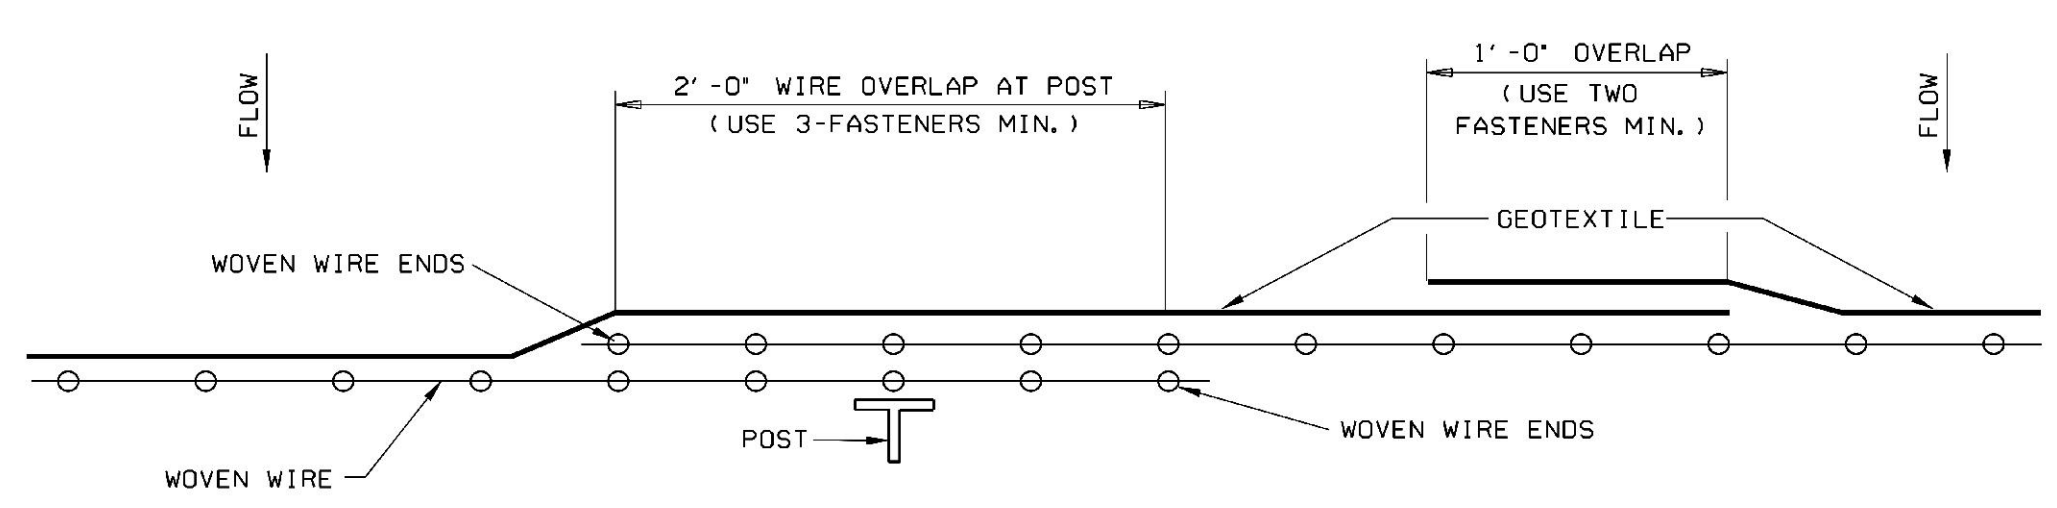 1'-0" OVERLAP
(USE TWO
FASTENERS MIN.)
2'-0" WIRE OVERLAP AT POST
(USE 3-FASTENERS MIN.)
FLOW
FLOW
GEOTEXTILE
WOVEN WIRE ENDS
POST
WOVEN WIRE ENDS
WOVEN WIRE